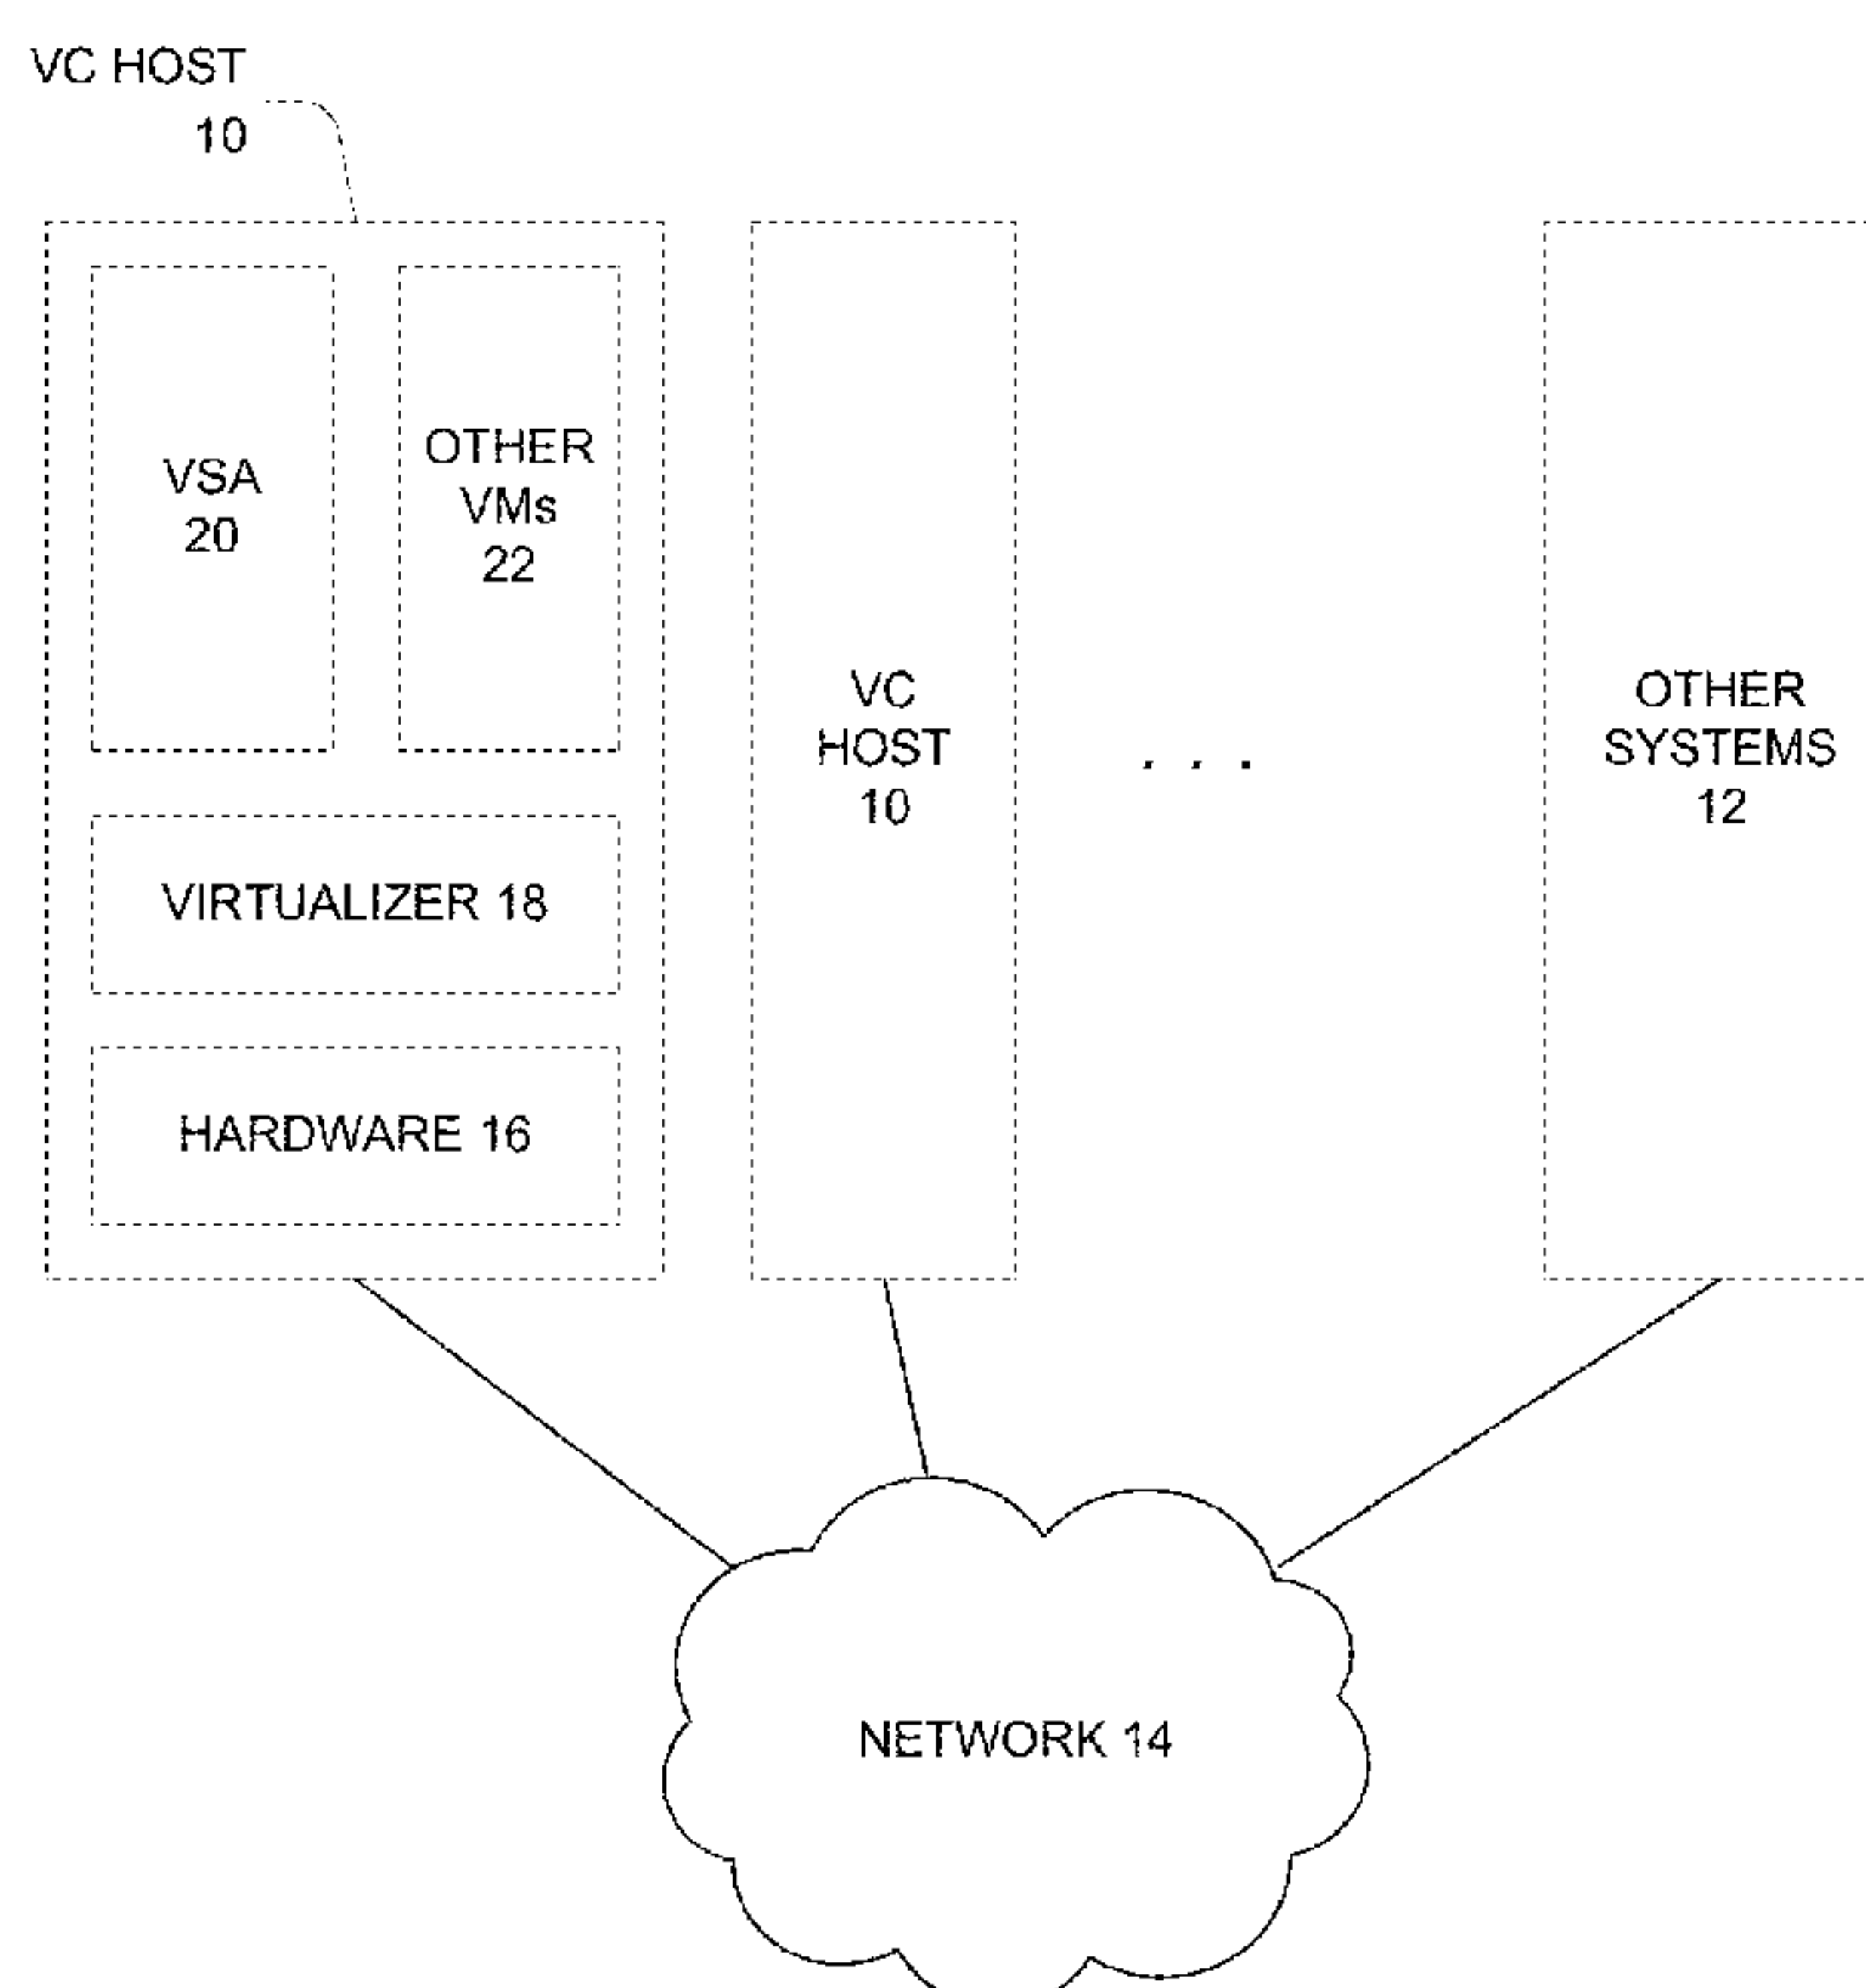 VC HOST
10
VSA
20
OTHER
VMs
22
VIRTUALIZER 18
HARDWARE 16
VC
HOST
10
. . .
OTHER
SYSTEMS
12
NETWORK 14